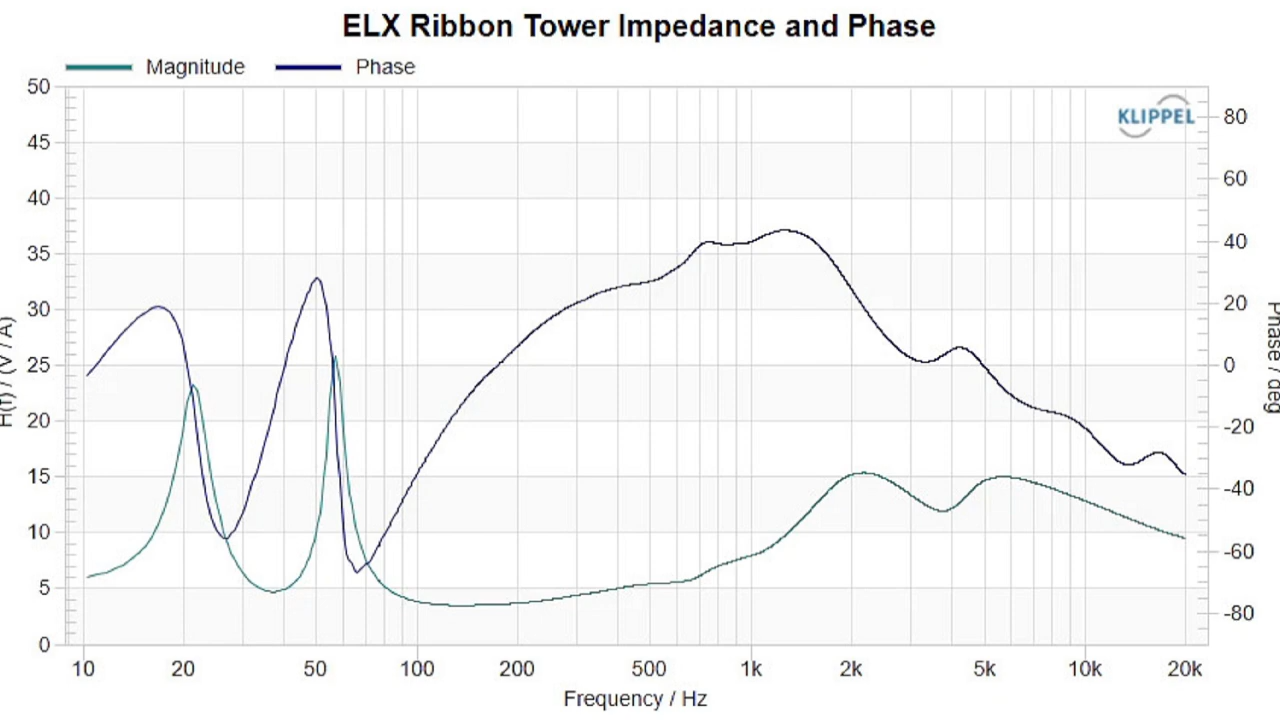 ELX Ribbon Tower Impedance and Phase
Magnitude Phase
KLIPPEL
50
45
40
35
30
25
20
15
10
5
0
H(f) / (V / A)
80
60
40
20
0
-20
-40
-60
-80
Phase / deg
10 20 50 100 200 500 1k 2k 5k 10k 20k
Frequency / Hz